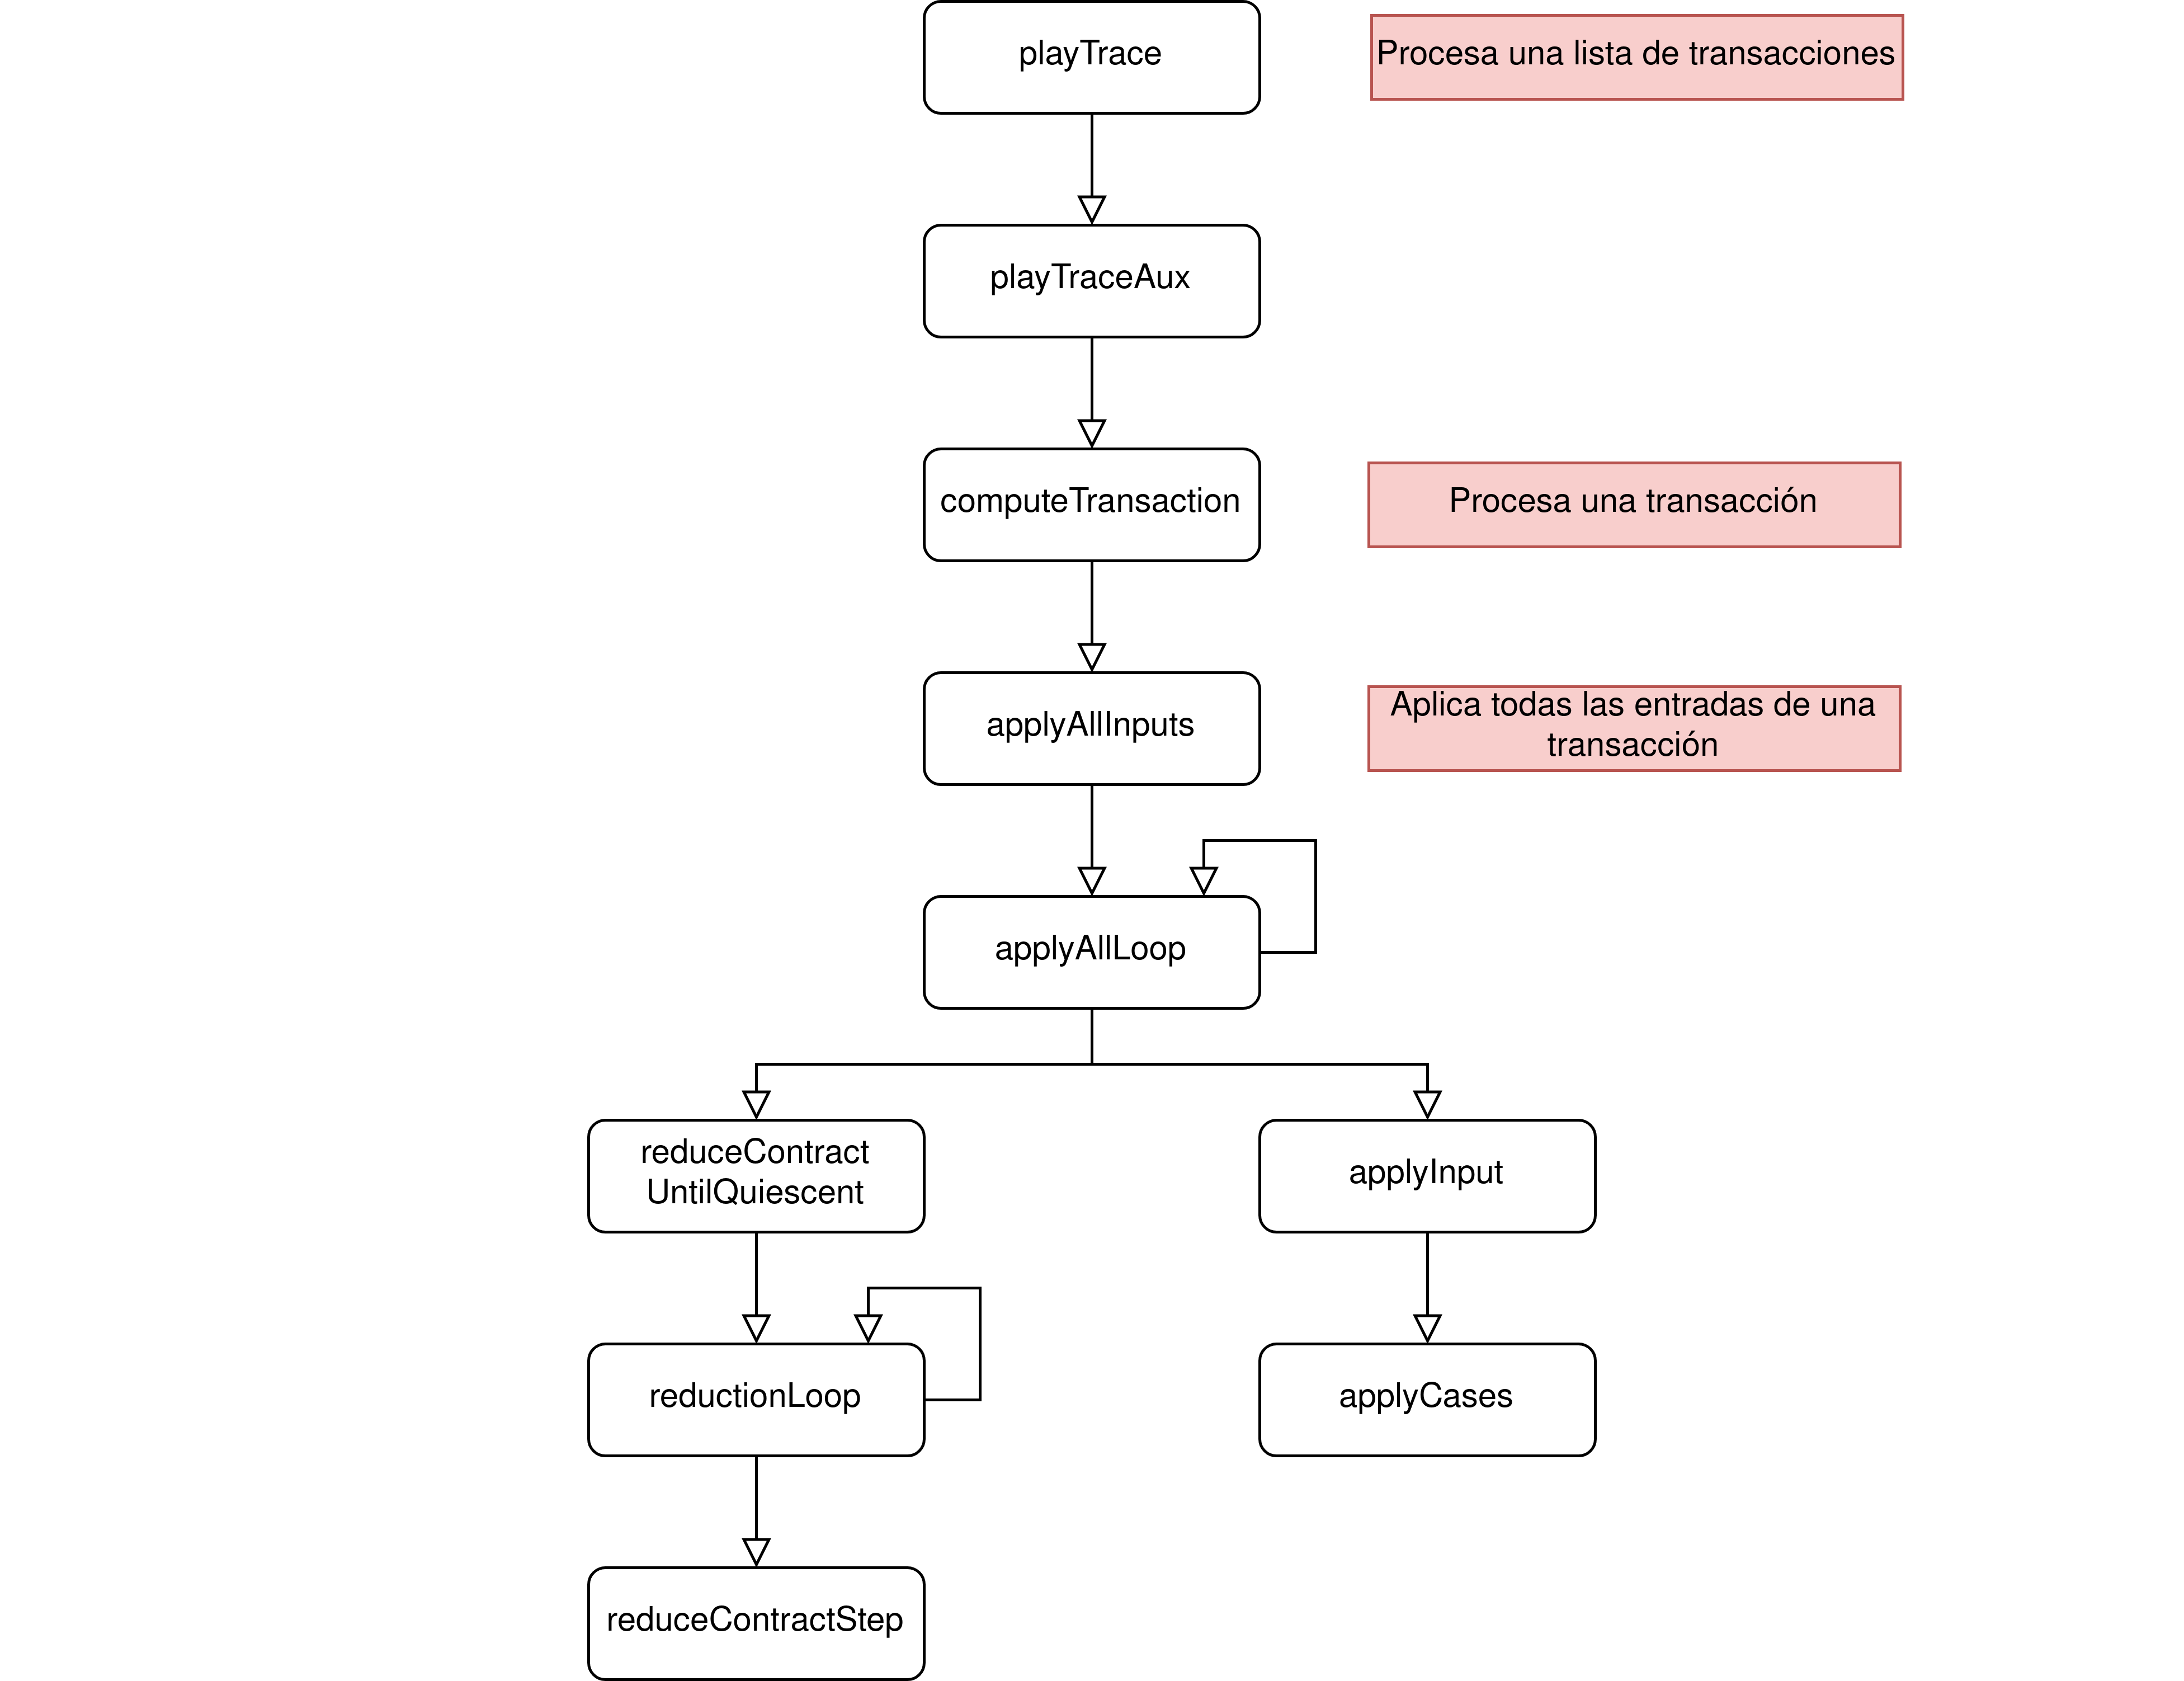 playTrace
Procesa una lista de transacciones
playTraceAux
computeTransaction
Procesa una transacción
applyAllInputs
Aplica todas las entradas de una
transacción
applyAllLoop
reduceContract
UntilQuiescent
applyInput
reductionLoop
applyCases
reduceContractStep